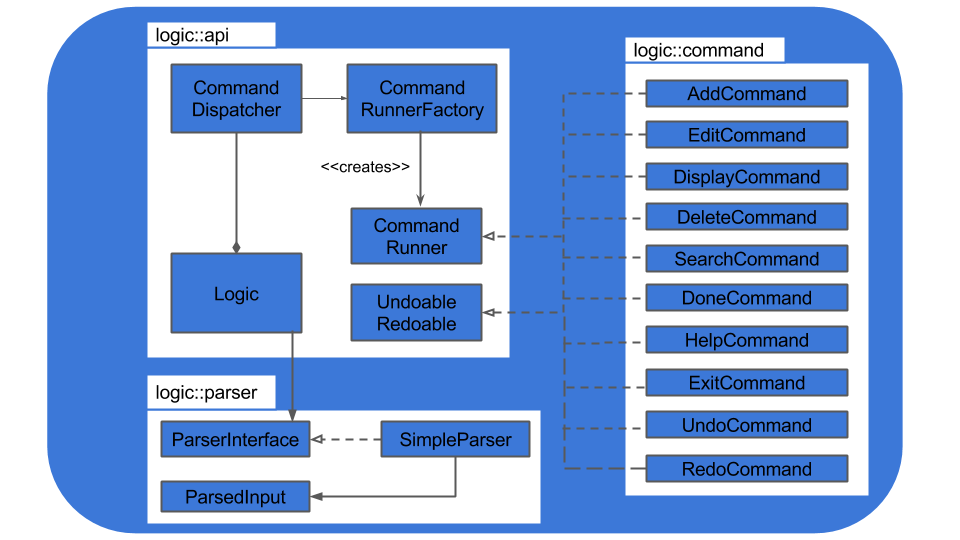 logic::api
Command
Dispatcher
Command
RunnerFactory
<<creates>>
Command
Runner
Logic
Undoable
Redoable
logic::parser
ParserInterface
SimpleParser
ParsedInput
logic::command
AddCommand
EditCommand
DisplayCommand
DeleteCommand
SearchCommand
DoneCommand
HelpCommand
ExitCommand
UndoCommand
RedoCommand